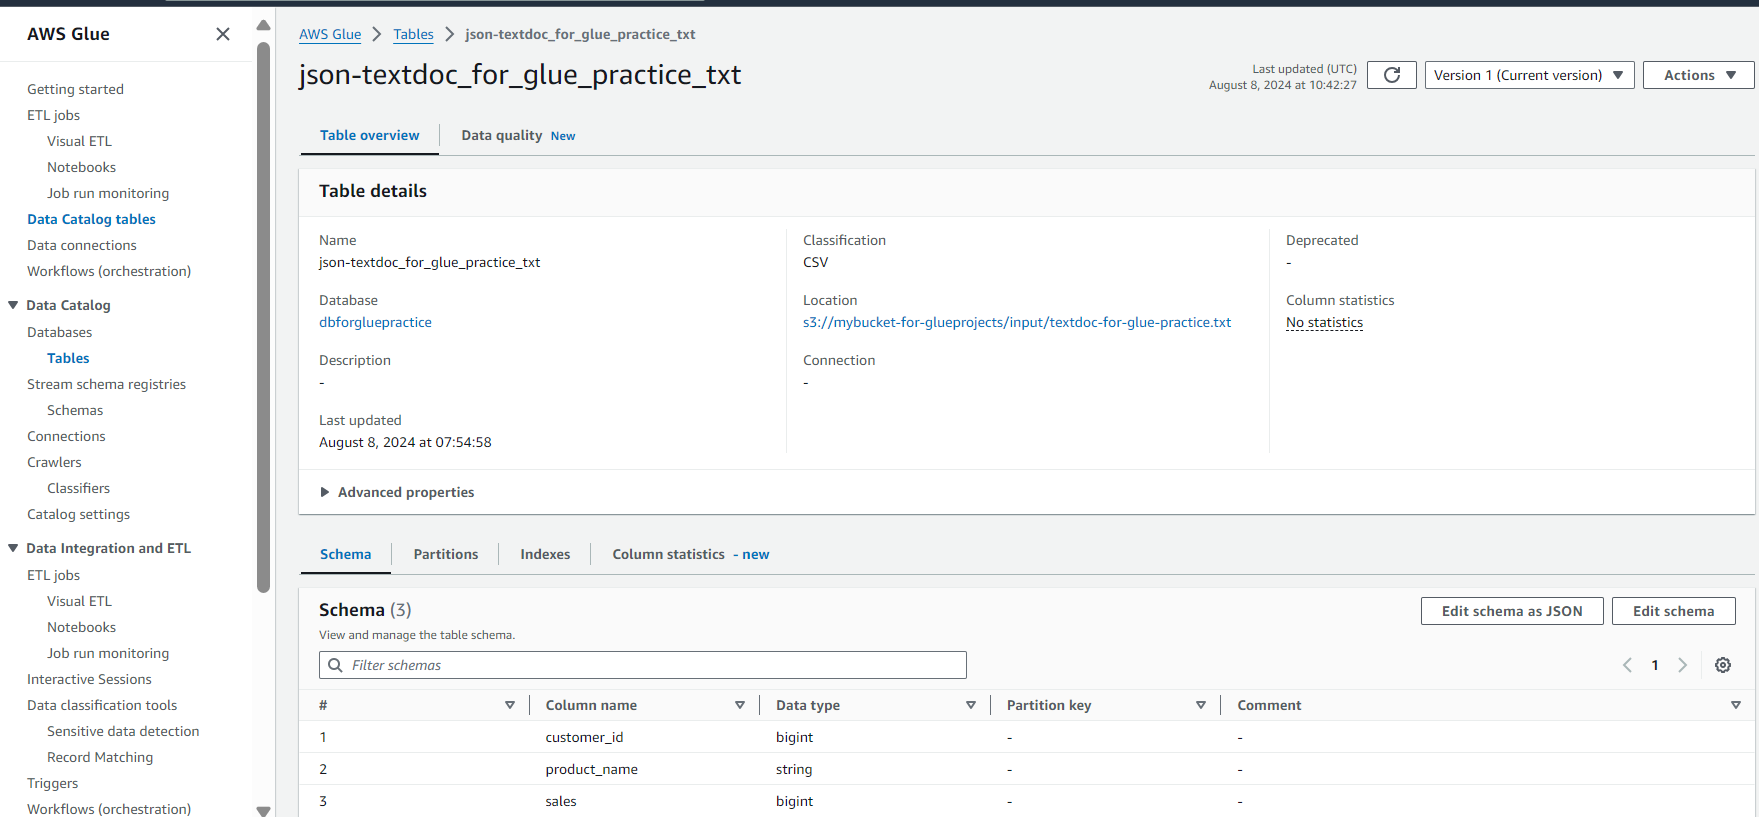 AWS Glue
Getting started
ETL jobs
Visual ETL
Notebooks
Job run monitoring
Data Catalog tables
Data connections
Workflows (orchestration)
Data Catalog
Databases
Tables
Stream schema registries
Schemas
Connections
Crawlers
Classifiers
Catalog settings
Data Integration and ETL
ETL jobs
Visual ETL
Notebooks
Job run monitoring
Interactive Sessions
Data classification tools
Sensitive data detection
Record Matching
Triggers
Workflows (orchestration)
AWS Glue Tables json-textdoc_for_glue_practice_txt
json-textdoc_for_glue_practice_txt
Last updated (UTC)
August 8, 2024 at 10:42:27
Version 1 (Current version)
Actions
Table overview Data quality New
Table details
Name
json-textdoc_for_glue_practice_txt
Database
dbforgluepractice
Description
-
Last updated
August 8, 2024 at 07:54:58
Classification
CSV
Location
s3://mybucket-for-glueprojects/input/textdoc-for-glue-practice.txt
Connection
-
Deprecated
-
Column statistics
No statistics
Advanced properties
Schema Partitions Indexes Column statistics - new
Schema (3)
View and manage the table schema.
Edit schema as JSON Edit schema
Filter schemas
1
# Column name Data type Partition key Comment
1 customer_id bigint - -
2 product_name string - -
3 sales bigint - -